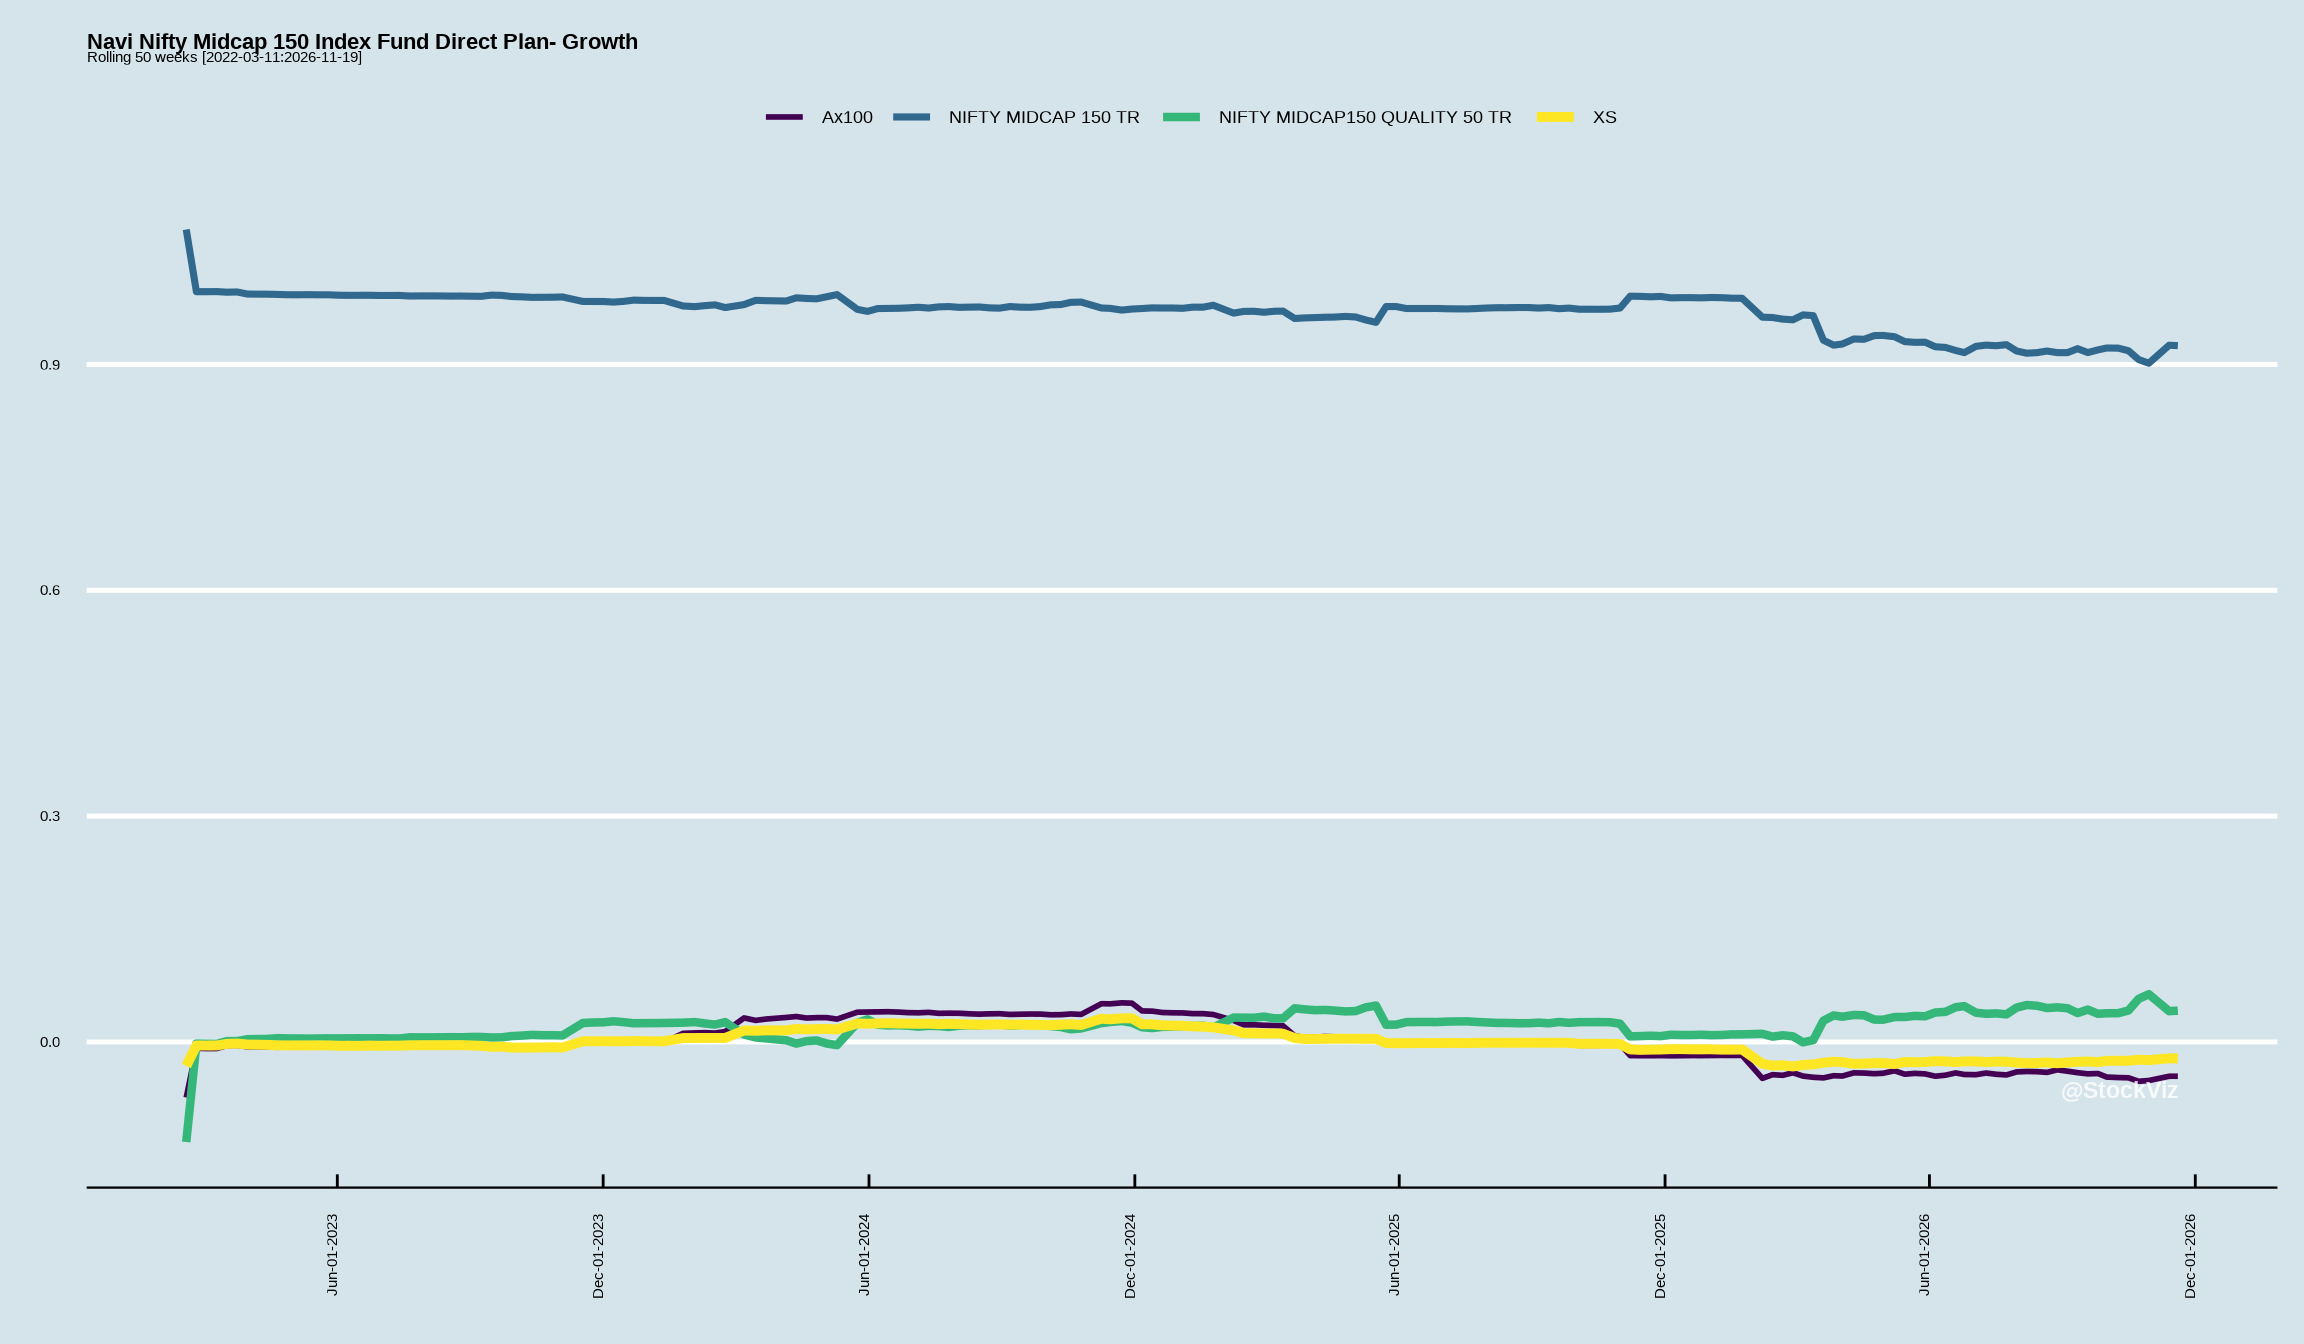 Navi Nifty Midcap 150 Index Fund Direct Plan- Growth
Rolling 50 weeks [2022-03-11:2026-11-19]
Ax100 NIFTY MIDCAP 150 TR NIFTY MIDCAP150 QUALITY 50 TR XS
0.9
0.6
0.3
0.0
@StockViz
Jun-01-2023 Dec-01-2023 Jun-01-2024 Dec-01-2024 Jun-01-2025 Dec-01-2025 Jun-01-2026 Dec-01-2026